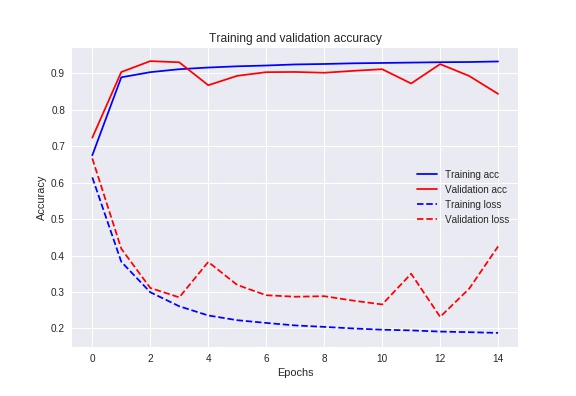 Training and validation accuracy
0.9
0.8
0.7
0.6
0.5
0.4
0.3
0.2
Accuracy
Training acc
Validation acc
Training loss
Validation loss
0 2 4 6 8 10 12 14
Epochs